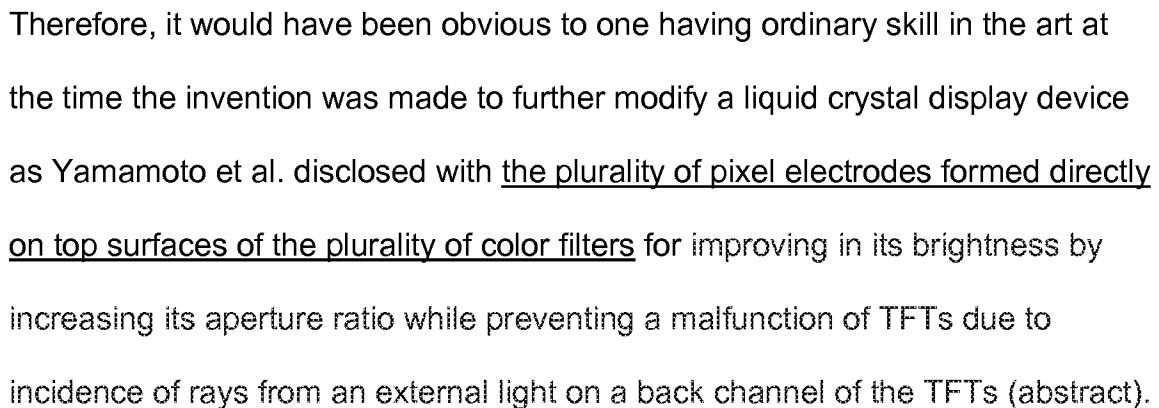 Therefore, it would have been obvious to one having ordinary skill in the art at
the time the invention was made to further modify a liquid crystal display device
as Yamamoto et al. disclosed with the plurality of pixel electrodes formed directly
on top surfaces of the plurality of color filters for improving in its brightness by
increasing its aperture ratio while preventing a malfunction of TFTs due to
incidence of rays from an external light on a back channel of the TFTs (abstract).